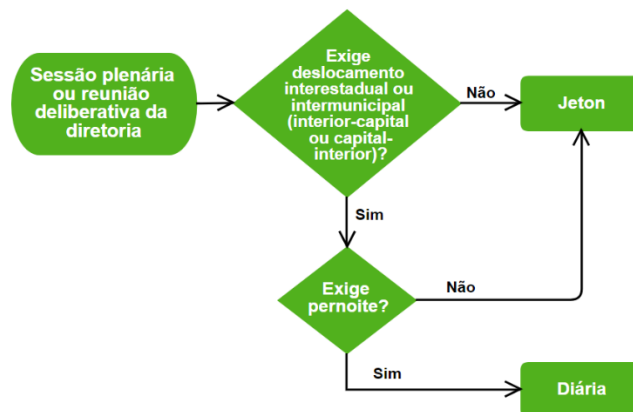 Sessão plenária
ou reunião
deliberativa da
diretoria
Exige
deslocamento
interestadual ou
intermunicipal
(interior-capital
ou capital-
interior)?
Não
Jeton
Sim
Exige
pernoite?
Não
Sim
Diária